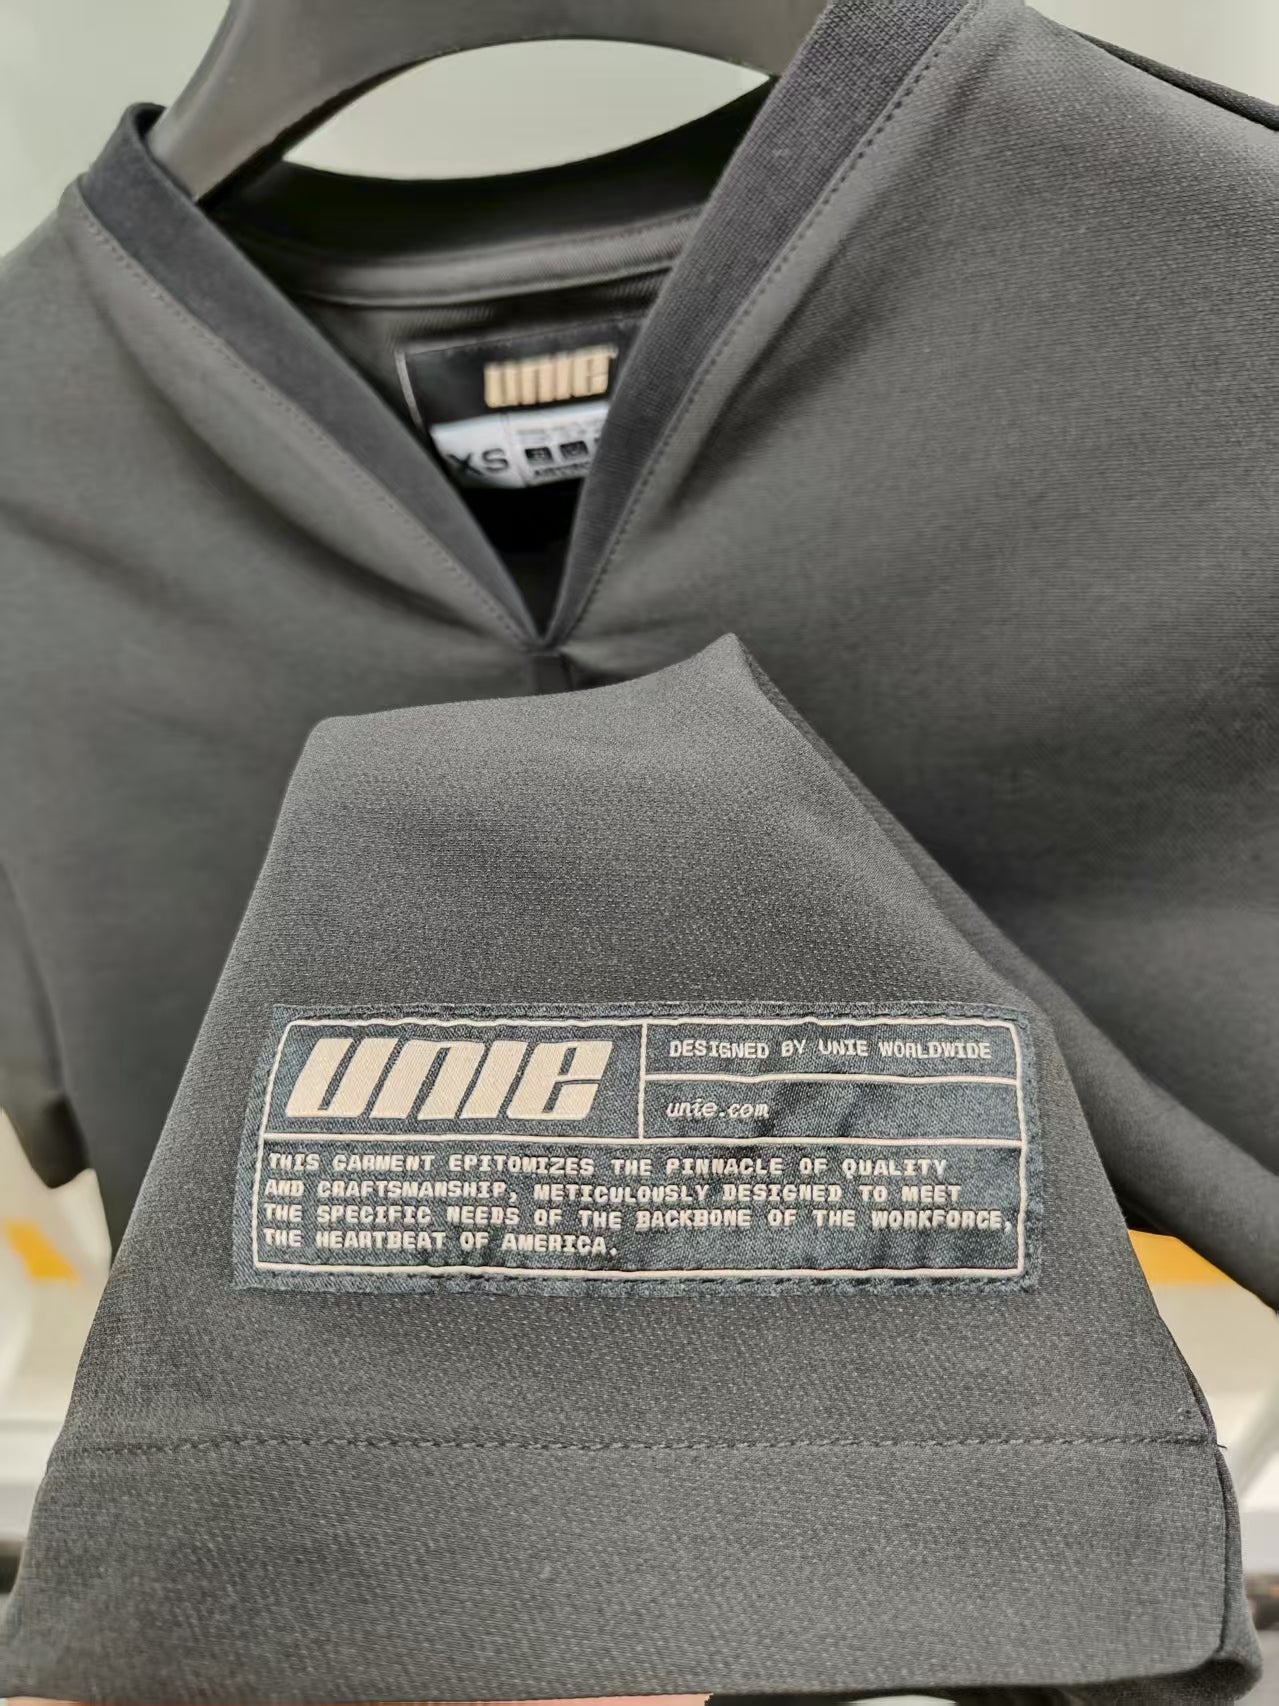 UNIE
XS
UNIE
DESIGNED BY UNIE WORLDWIDE
unie.com
THIS GARMENT EPITOMIZES THE PINNACLE OF QUALITY
AND CRAFTSMANSHIP, METICULOUSLY DESIGNED TO MEET
THE SPECIFIC NEEDS OF THE BACKBONE OF THE WORKFORCE,
THE HEARTBEAT OF AMERICA.